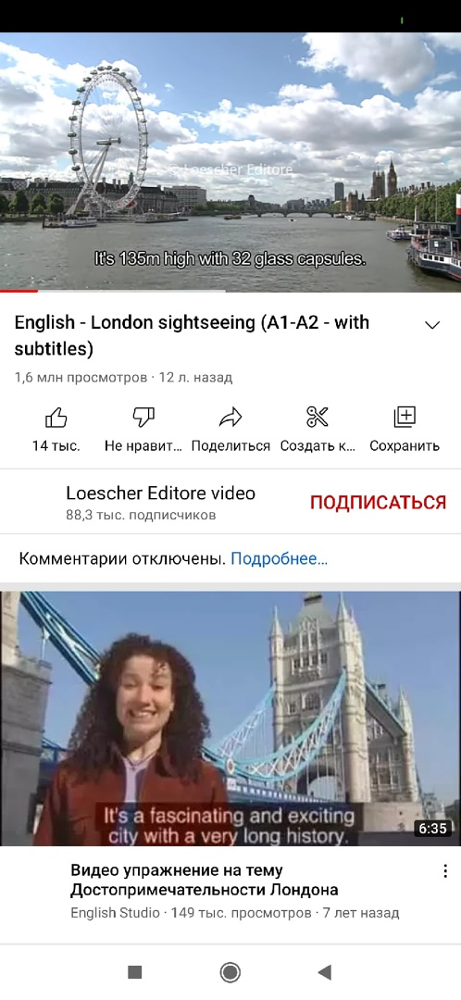 © Loescher Editore
It's 135m high with 32 glass capsules.
English - London sightseeing (A1-A2 - with
subtitles)
1,6 млн просмотров · 12 л. назад
14 тыс.
Не нравит...
Поделиться
Создать к...
Сохранить
Loescher Editore video
88,3 тыс. подписчиков
ПОДПИСАТЬСЯ
Комментарии отключены. Подробнее...
It's a fascinating and exciting
city with a very long history.
6:35
Видео упражнение на тему
Достопримечательности Лондона
English Studio · 149 тыс. просмотров · 7 лет назад